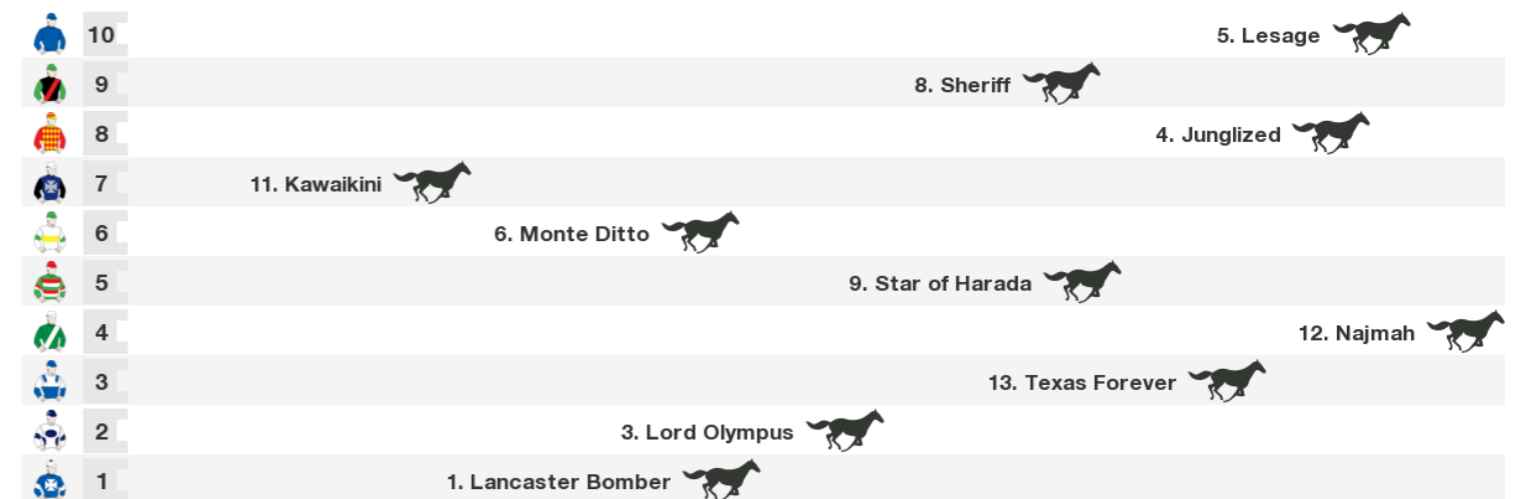 10 5. Lesage
9 8. Sheriff
8 4. Junglized
7 11. Kawaikini
6 6. Monte Ditto
5 9. Star of Harada
4 12. Najmah
3 13. Texas Forever
2 3. Lord Olympus
1 1. Lancaster Bomber